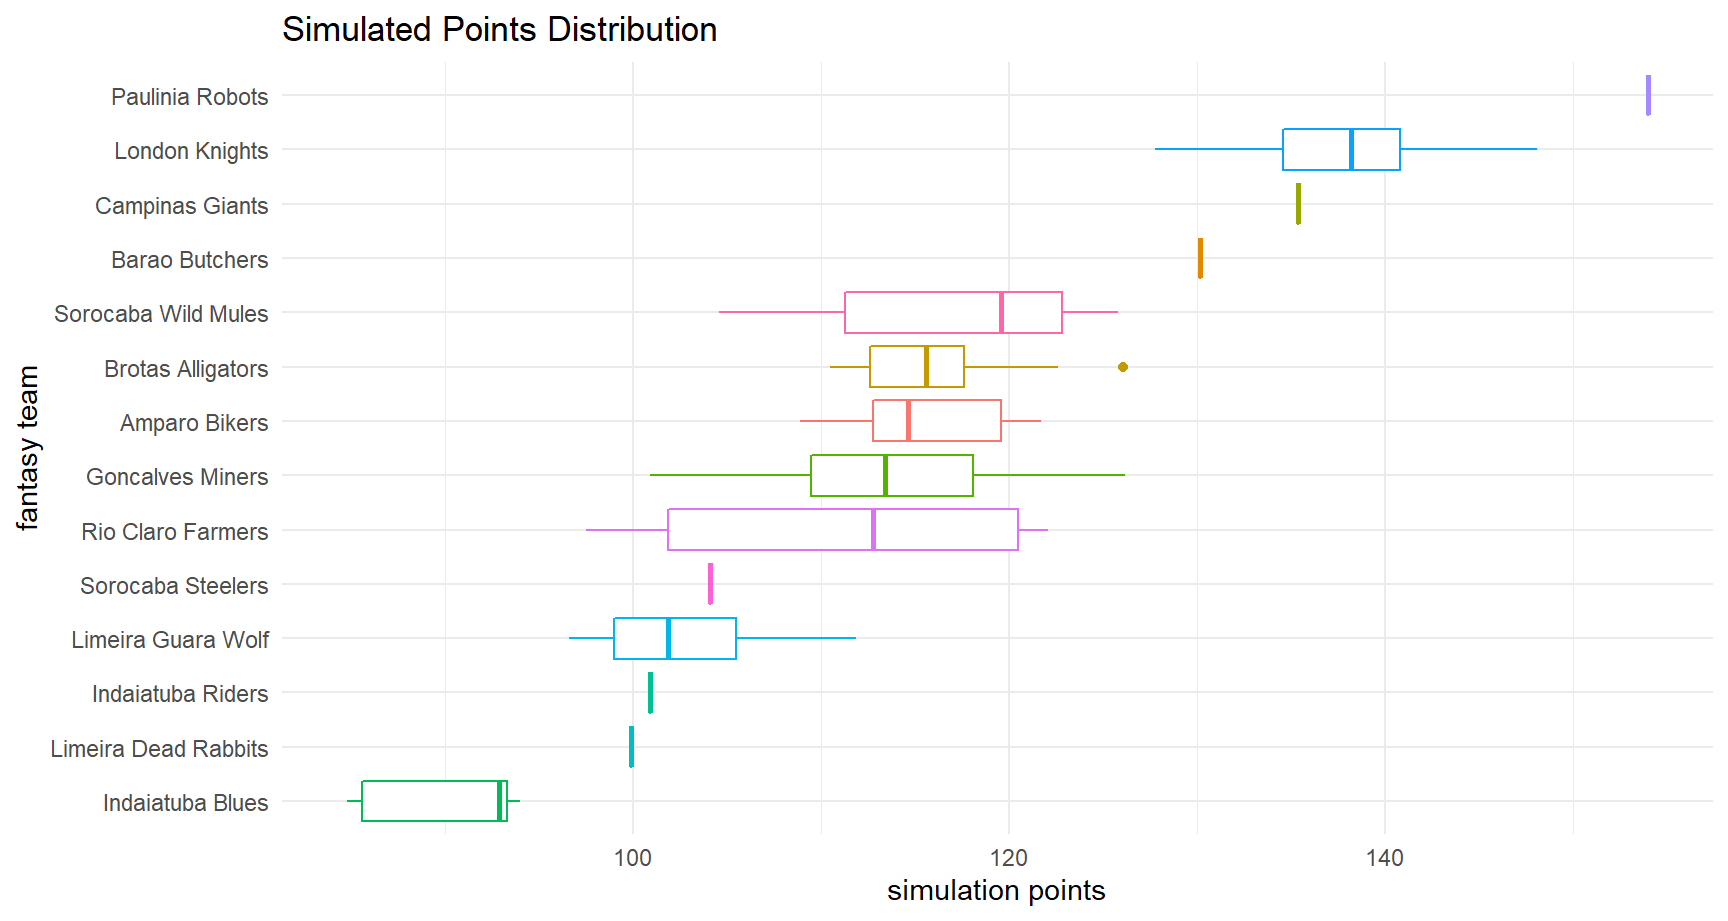 Simulated Points Distribution
Paulinia Robots
London Knights
Campinas Giants
Barao Butchers
Sorocaba Wild Mules
Brotas Alligators
Amparo Bikers
Goncalves Miners
Rio Claro Farmers
Sorocaba Steelers
Limeira Guara Wolf
Indaiatuba Riders
Limeira Dead Rabbits
Indaiatuba Blues
fantasy team
100 120 140
simulation points